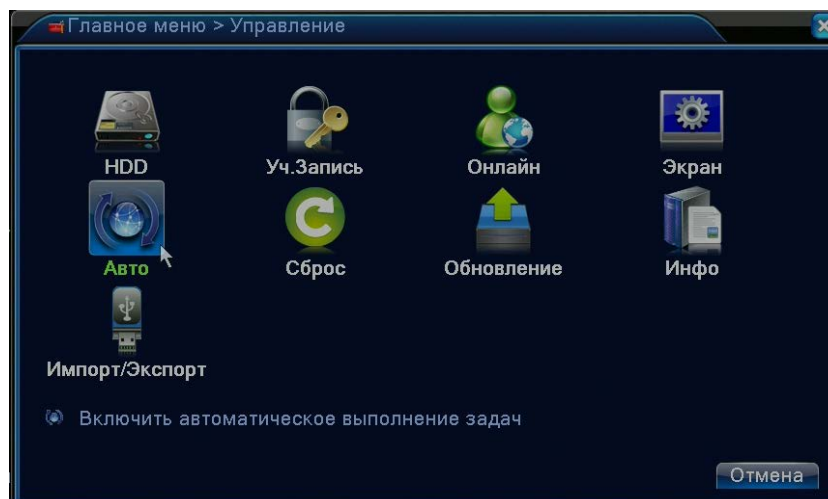 Главное меню > Управление
HDD Уч.Запись Онлайн Экран
Авто Сброс Обновление Инфо
Импорт/Экспорт
Включить автоматическое выполнение задач
Отмена